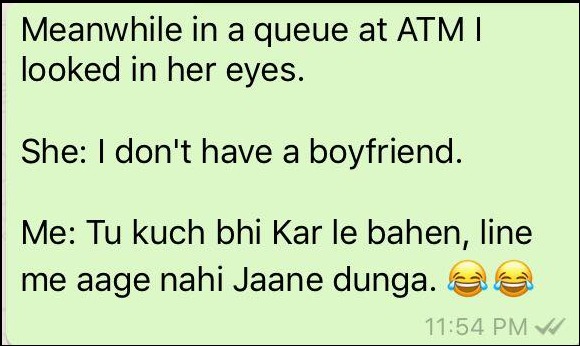 Meanwhile in a queue at ATM I
looked in her eyes.
She: I don't have a boyfriend.
Me: Tu kuch bhi Kar le bahen, line
me aage nahi Jaane dunga. 😂😂
11:54 PM